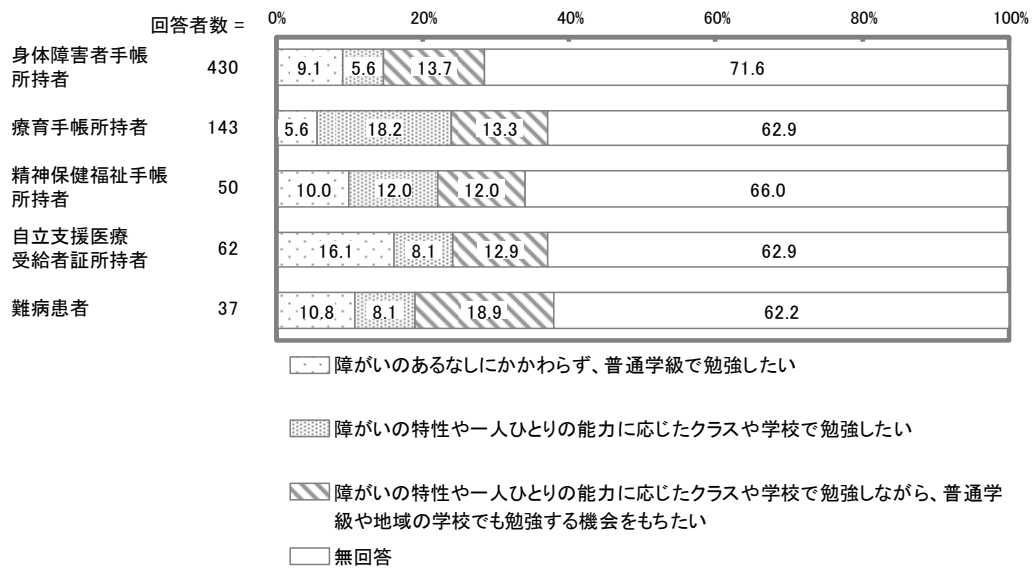 回答者数 =
0% 20% 40% 60% 80% 100%
身体障害者手帳
所持者
430 9.1 5.6 13.7 71.6
療育手帳所持者 143 5.6 18.2 13.3 62.9
精神保健福祉手帳
所持者
50 10.0 12.0 12.0 66.0
自立支援医療
受給者証所持者
62 16.1 8.1 12.9 62.9
難病患者 37 10.8 8.1 18.9 62.2
障がいのあるなしにかかわらず、普通学級で勉強したい
障がいの特性や一人ひとりの能力に応じたクラスや学校で勉強したい
障がいの特性や一人ひとりの能力に応じたクラスや学校で勉強しながら、普通学
級や地域の学校でも勉強する機会をもちたい
無回答